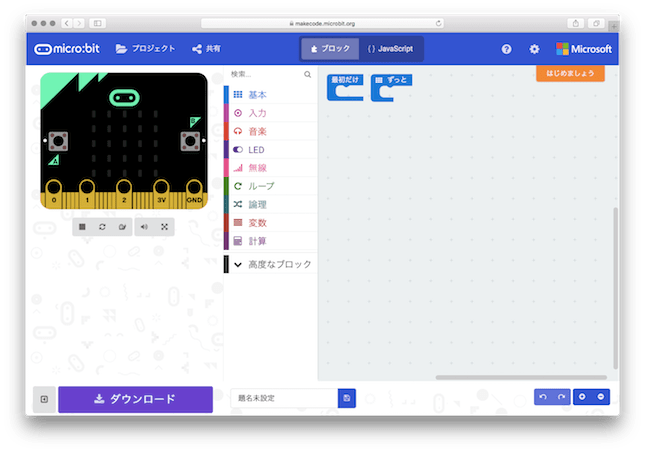 makecode.microbit.org
micro:bit
プロジェクト
共有
ブロック
{} JavaScript
Microsoft
はじめましょう
検索...
基本
入力
音楽
LED
無線
ループ
論理
変数
計算
高度なブロック
最初だけ
ずっと
B
A
0 1 2 3V GND
ダウンロード
題名未設定